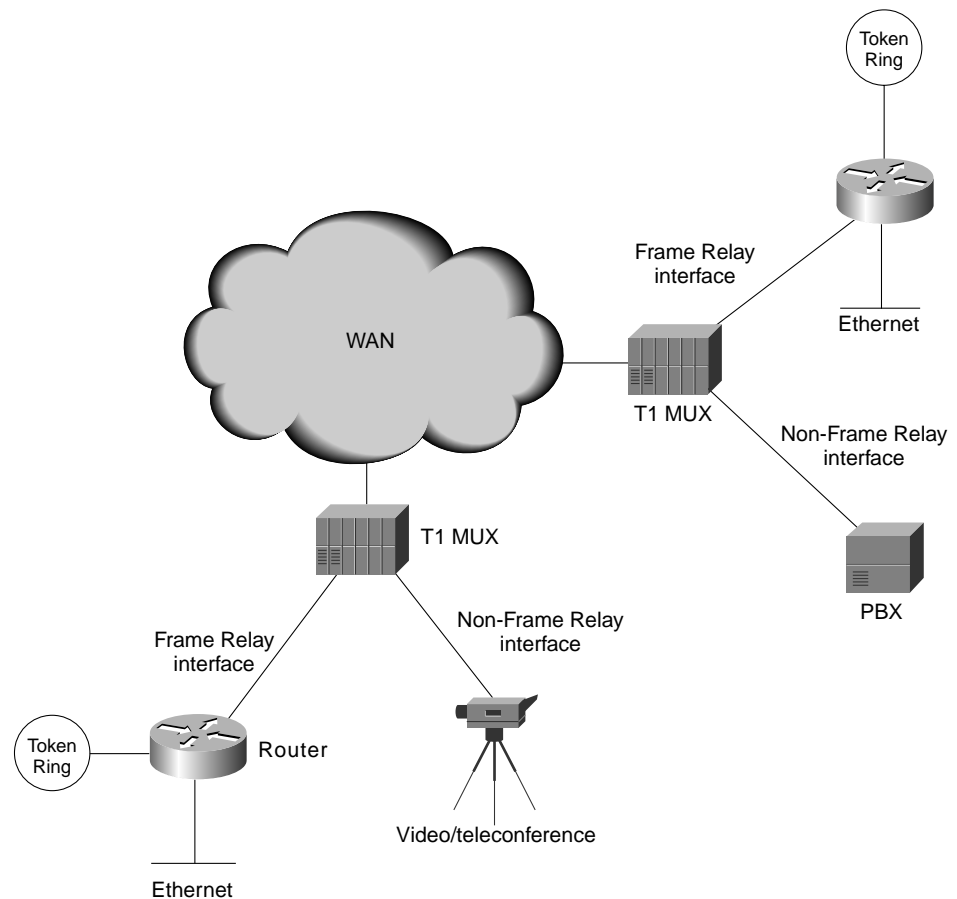 Token
Ring
Frame Relay
interface
Ethernet
WAN
T1 MUX
Non-Frame Relay
interface
T1 MUX
PBX
Frame Relay
interface
Non-Frame Relay
interface
Token
Ring
Router
Video/teleconference
Ethernet